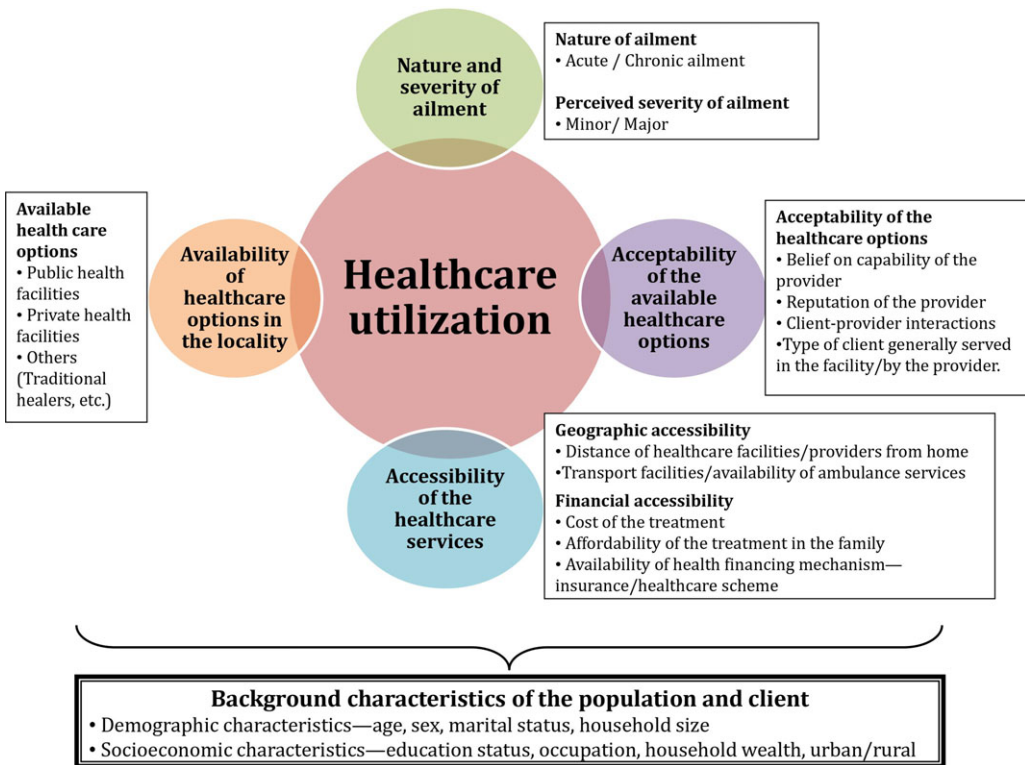 Nature and
severity of
ailment
Nature of ailment
• Acute / Chronic ailment
Perceived severity of ailment
• Minor/ Major
Available
health care
options
• Public health
facilities
• Private health
facilities
• Others
(Traditional
healers, etc.)
Availability
of
healthcare
options in
the locality
Healthcare
utilization
Acceptability
of the
available
healthcare
options
Acceptability of the
healthcare options
• Belief on capability of the
provider
• Reputation of the provider
• Client-provider interactions
•Type of client generally served
in the facility/by the provider.
Accessibility
of the
healthcare
services
Geographic accessibility
• Distance of healthcare facilities/providers from home
•Transport facilities/availability of ambulance services
Financial accessibility
• Cost of the treatment
• Affordability of the treatment in the family
• Availability of health financing mechanism—
insurance/healthcare scheme
Background characteristics of the population and client
• Demographic characteristics—age, sex, marital status, household size
• Socioeconomic characteristics—education status, occupation, household wealth, urban/rural